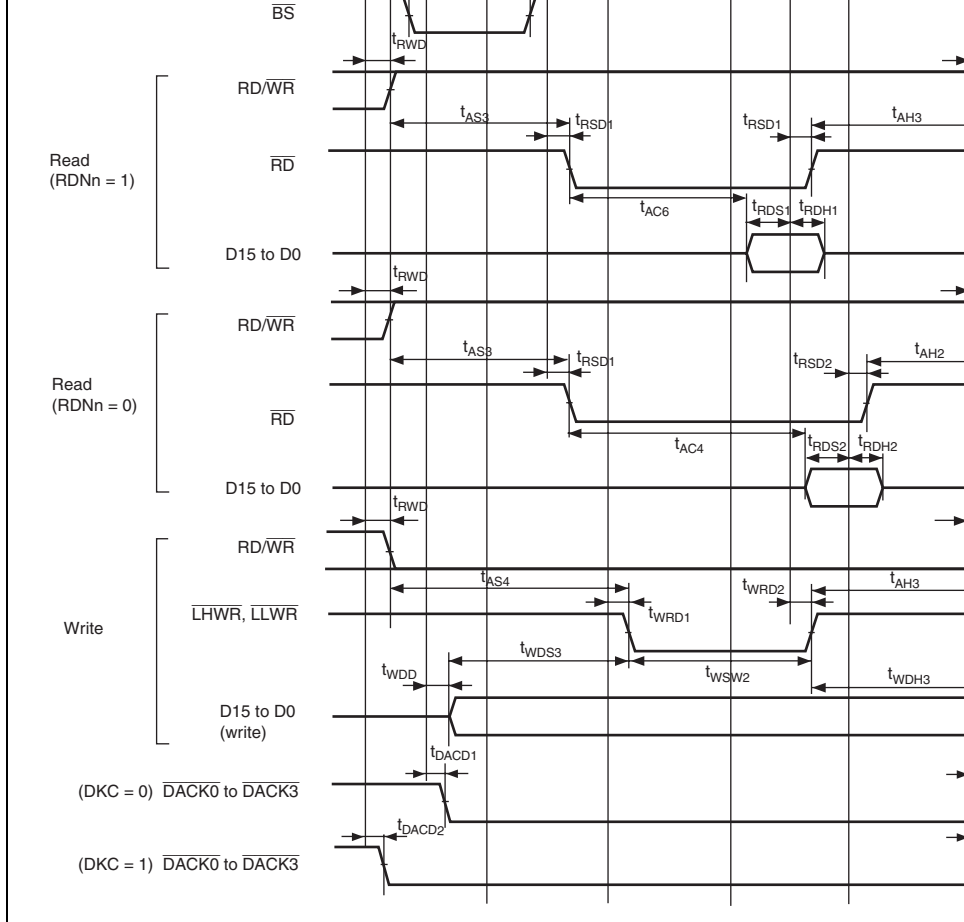 BS
tRWD
RD/WR
tAS3
tRSD1
tRSD1
tAH3
Read
(RDNn = 1)
RD
tAC6
tRDS1
tRDH1
D15 to D0
tRWD
RD/WR
tAS3
tRSD1
tRSD2
tAH2
Read
(RDNn = 0)
RD
tAC4
tRDS2
tRDH2
D15 to D0
tRWD
RD/WR
tAS4
tWRD2
tAH3
LHWR, LLWR
tWRD1
Write
tWDS3
tWDD
tWSW2
tWDH3
D15 to D0
(write)
tDACD1
(DKC = 0) DACK0 to DACK3
tDACD2
(DKC = 1) DACK0 to DACK3